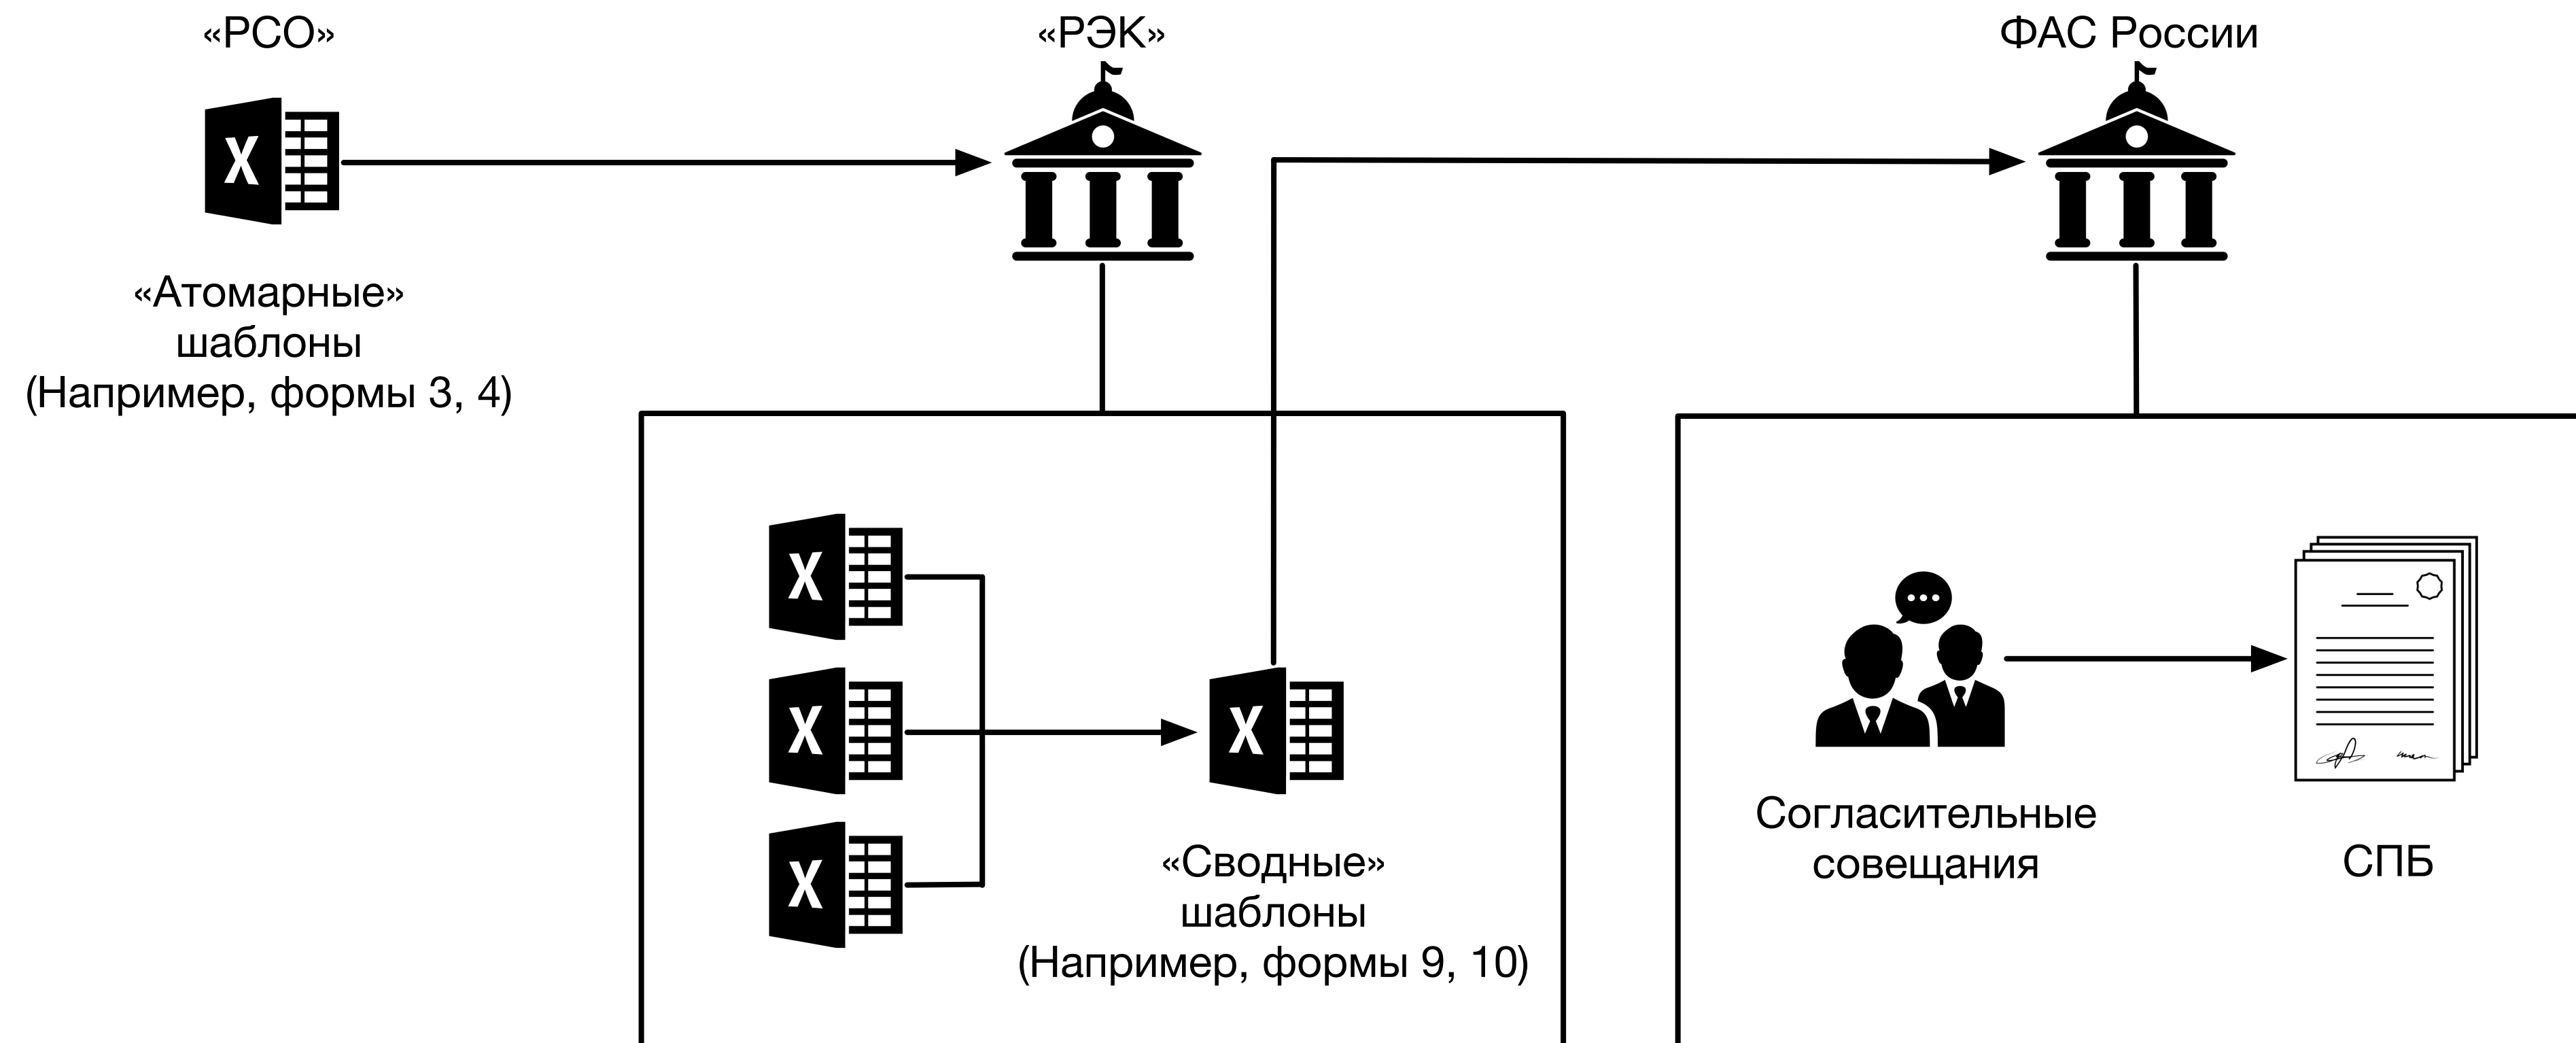 «РСО»
«РЭК»
ФАС России
«Атомарные»
шаблоны
(Например, формы 3, 4)
X
X
X
X
X
«Сводные»
шаблоны
(Например, формы 9, 10)
Согласительные
совещания
СПБ